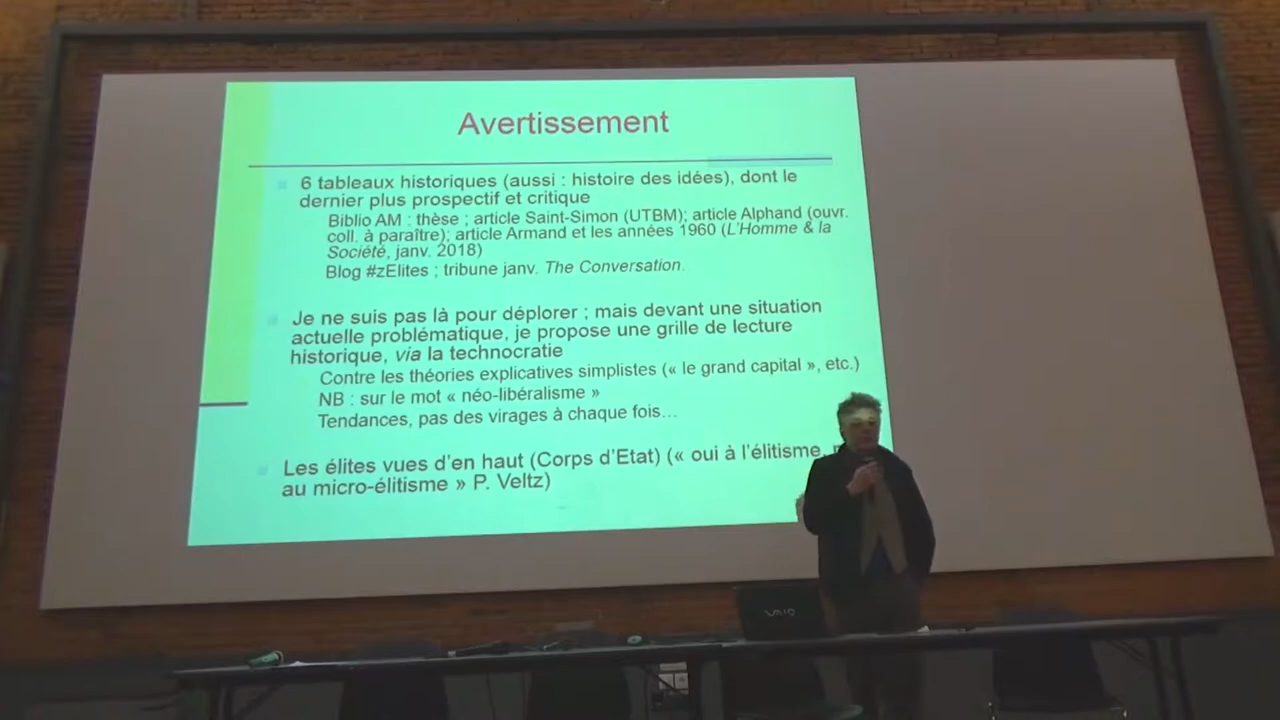 Avertissement
6 tableaux historiques (aussi : histoire des idées), dont le
dernier plus prospectif et critique
Biblio AM : thèse ; article Saint-Simon (UTBM); article Alphand (ouvr.
coll. à paraître); article Armand et les années 1960 (L'Homme & la
Société, janv. 2018)
Blog #zElites ; tribune janv. The Conversation.
Je ne suis pas là pour déplorer ; mais devant une situation
actuelle problématique, je propose une grille de lecture
historique, via la technocratie
Contre les théories explicatives simplistes (« le grand capital », etc.)
NB : sur le mot « néo-libéralisme »
Tendances, pas des virages à chaque fois…
Les élites vues d'en haut (Corps d'Etat) (« oui à l'élitisme,
au micro-élitisme » P. Veltz)
VAIO